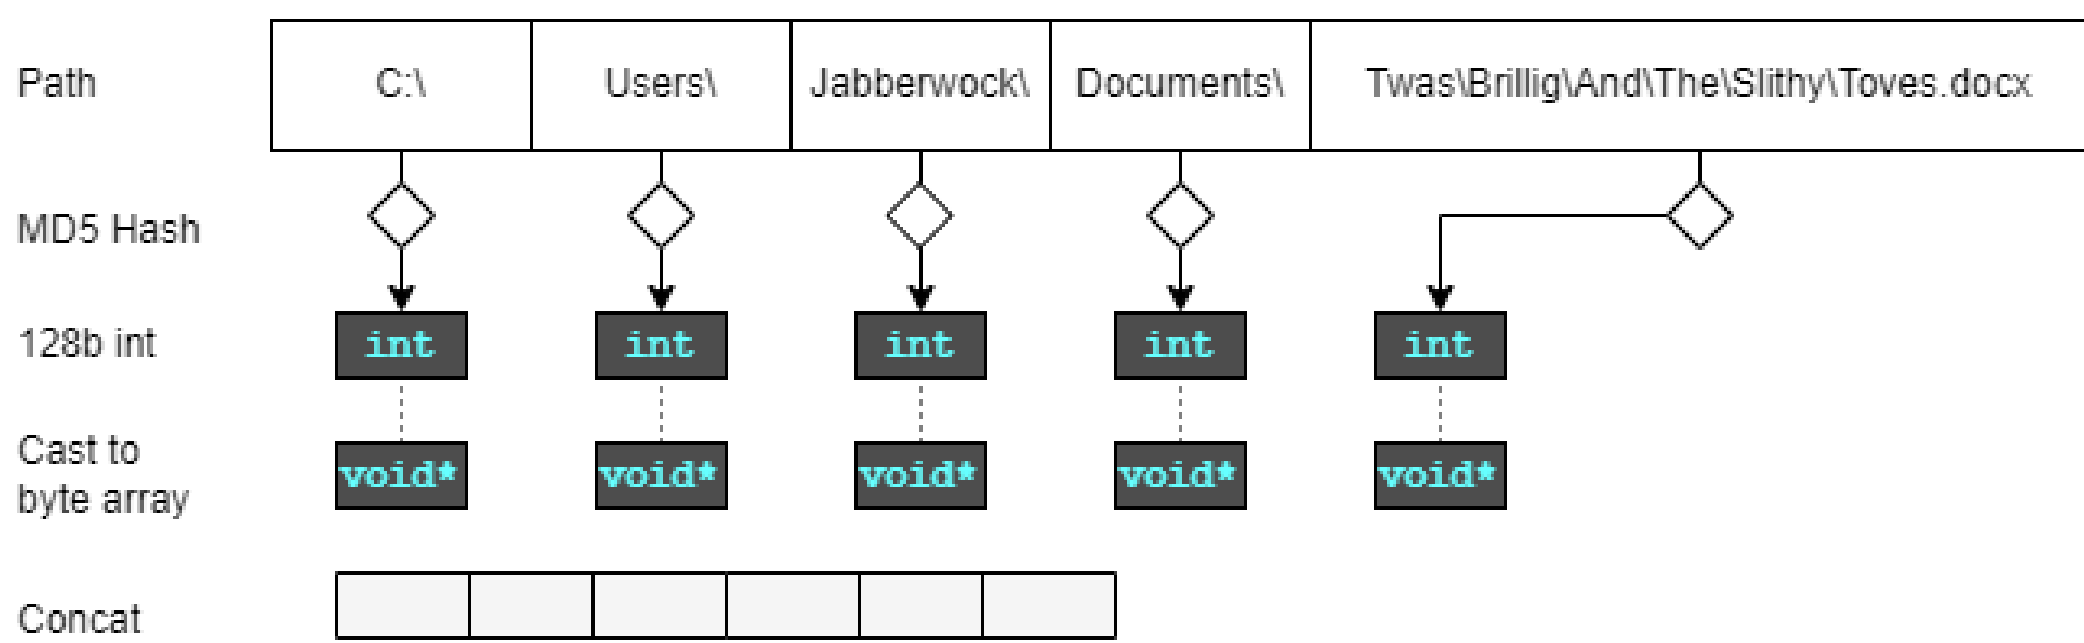 Path
C:\
Users\
Jabberwock\
Documents\
Twas\Brillig\And\The\Slithy\Toves.docx
MD5 Hash
128b int
int
int
int
int
int
Cast to
byte array
void*
void*
void*
void*
void*
Concat